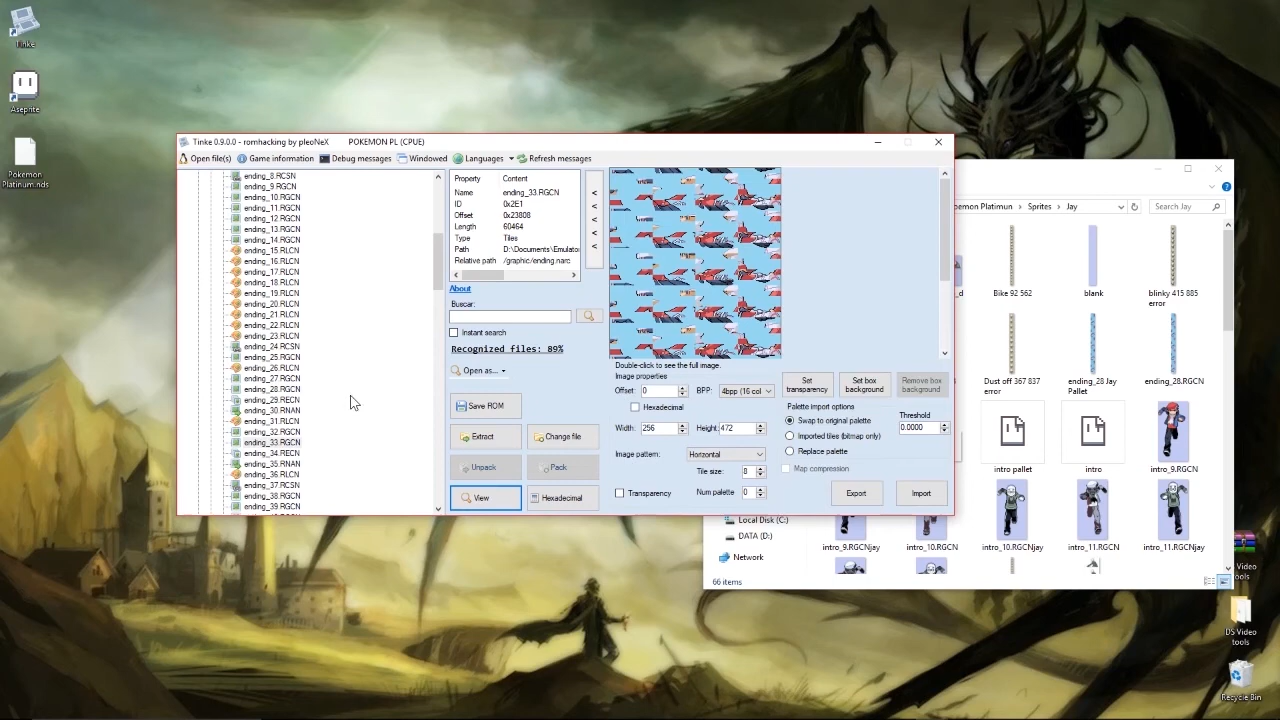 Tinke
Aseprite
Pokemon
Platinum.nds
Tinke 0.9.0.0 - romhacking by pleoNeX POKEMON PL (CPUE)
Open file(s) Game information Debug messages Windowed Languages Refresh messages
ending_8.RCSN
ending_9.RGCN
ending_10.RGCN
ending_11.RGCN
ending_12.RGCN
ending_13.RGCN
ending_14.RGCN
ending_15.RLCN
ending_16.RLCN
ending_17.RLCN
ending_18.RLCN
ending_19.RLCN
ending_20.RLCN
ending_21.RLCN
ending_22.RLCN
ending_23.RLCN
ending_24.RCSN
ending_25.RGCN
ending_26.RLCN
ending_27.RGCN
ending_28.RGCN
ending_29.RECN
ending_30.RNAN
ending_31.RLCN
ending_32.RGCN
ending_33.RGCN
ending_34.RECN
ending_35.RNAN
ending_36.RLCN
ending_37.RCSN
ending_38.RGCN
ending_39.RGCN
Property Content
Name ending_33.RGCN
ID 0x2E1
Offset 0x23808
Length 60464
Type Tiles
Path D:\Documents\Emulato
Relative path /graphic/ending.narc
About
Buscar:
Instant search
Recognized files: 89%
Open as...
Save ROM
Extract Change file
Unpack Pack
View Hexadecimal
<
<
<
<
<
Double-click to see the full image.
Image properties
Offset: 0 BPP: 4bpp (16 col
Hexadecimal
Width: 256 Height: 472
Image pattern: Horizontal
Tile size: 8
Transparency Num palette 0
Set
transparency
Set box
background
Remove box
background
Palette import options
Swap to original palette
Imported tiles (bitmap only)
Replace palette
Map compression
Threshold
0.0000
Export Import
Pokemon Platimun > Sprites > Jay
Search Jay
_d
Bike 92 562
blank
blinky 415 885
error
Dust off 367 837
error
ending_28 Jay
Pallet
ending_28.RGCN
intro pallet
intro
intro_9.RGCN
intro_10.RGCNjay
intro_11.RGCN
intro_11.RGCNjay
intro_9.RGCNjay
intro_10.RGCN
Local Disk (C:)
DATA (D:)
Network
66 items
Video
tools
DS Video
tools
Recycle Bin